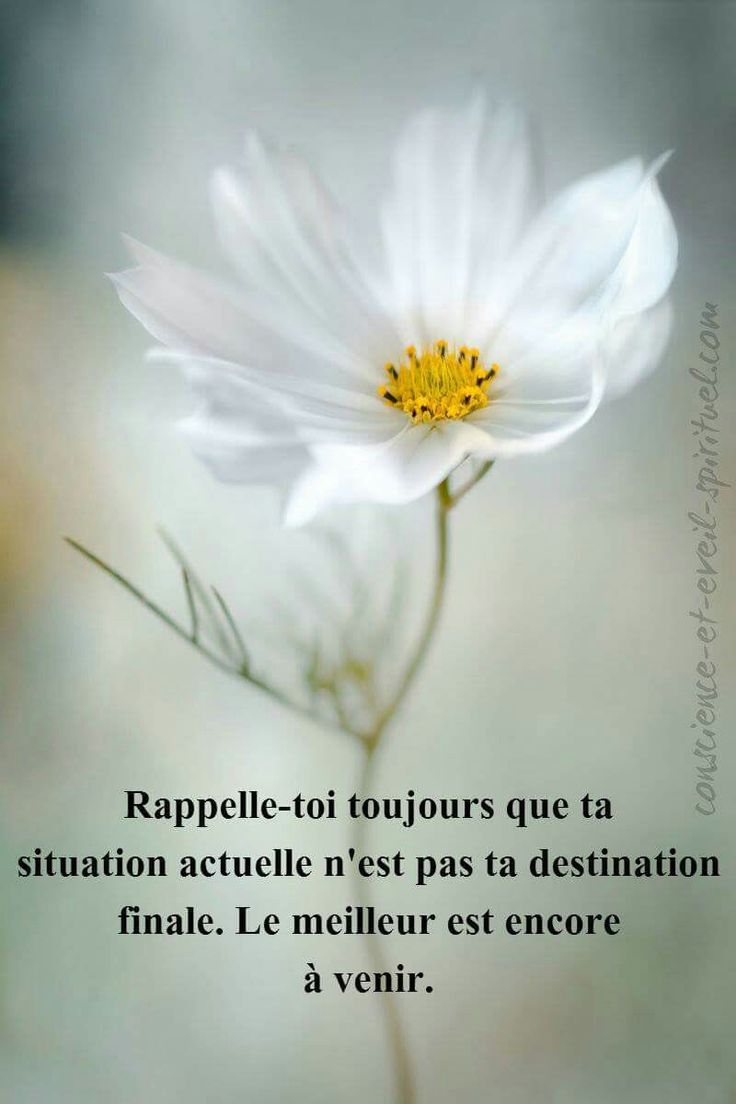 Rappelle-toi toujours que ta
situation actuelle n'est pas ta destination
finale. Le meilleur est encore
à venir.
conscience-et-eveil-spirituel.com